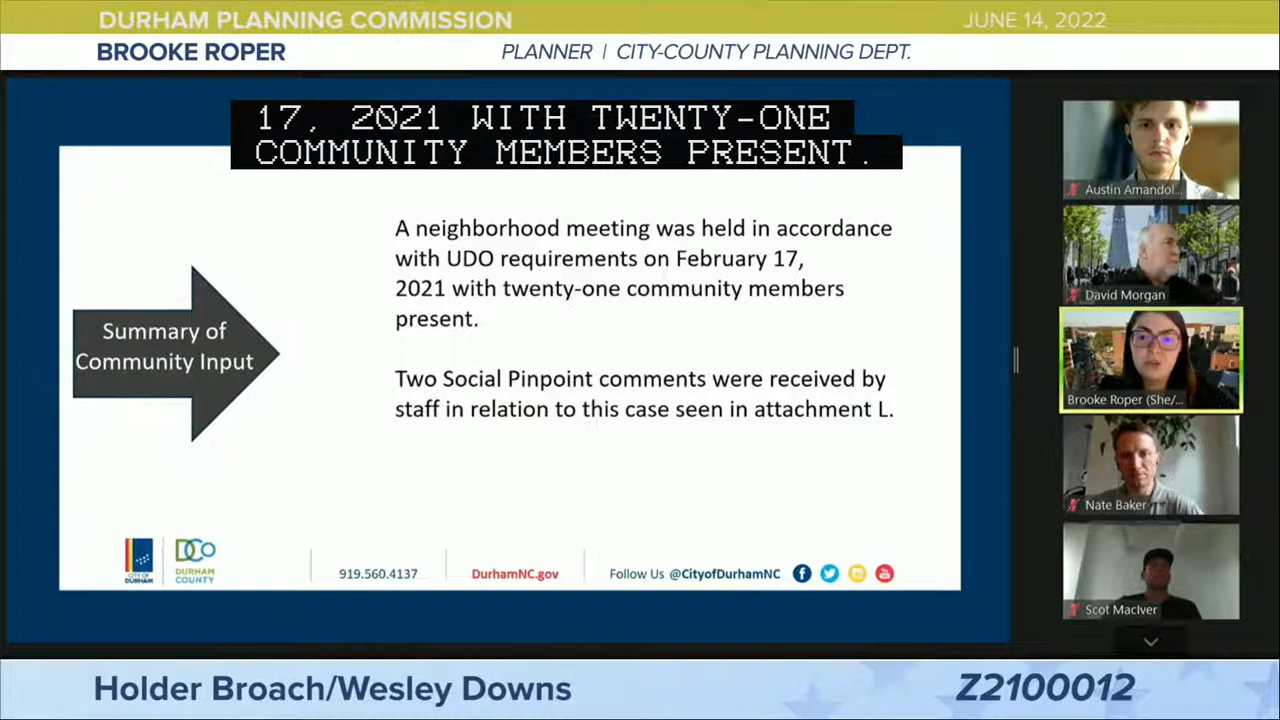 DURHAM PLANNING COMMISSION
JUNE 14, 2022
BROOKE ROPER
PLANNER | CITY-COUNTY PLANNING DEPT.
17, 2021 WITH TWENTY-ONE
COMMUNITY MEMBERS PRESENT.
A neighborhood meeting was held in accordance
with UDO requirements on February 17,
2021 with twenty-one community members
present.
Summary of
Community Input
Two Social Pinpoint comments were received by
staff in relation to this case seen in attachment L.
CITY OF
DURHAM
DCo
DURHAM
COUNTY
919.560.4137
DurhamNC.gov
Follow Us @CityofDurhamNC
Austin Amandol...
David Morgan
Brooke Roper (She/...
Nate Baker
Scot MacIver
Holder Broach/Wesley Downs
Z2100012